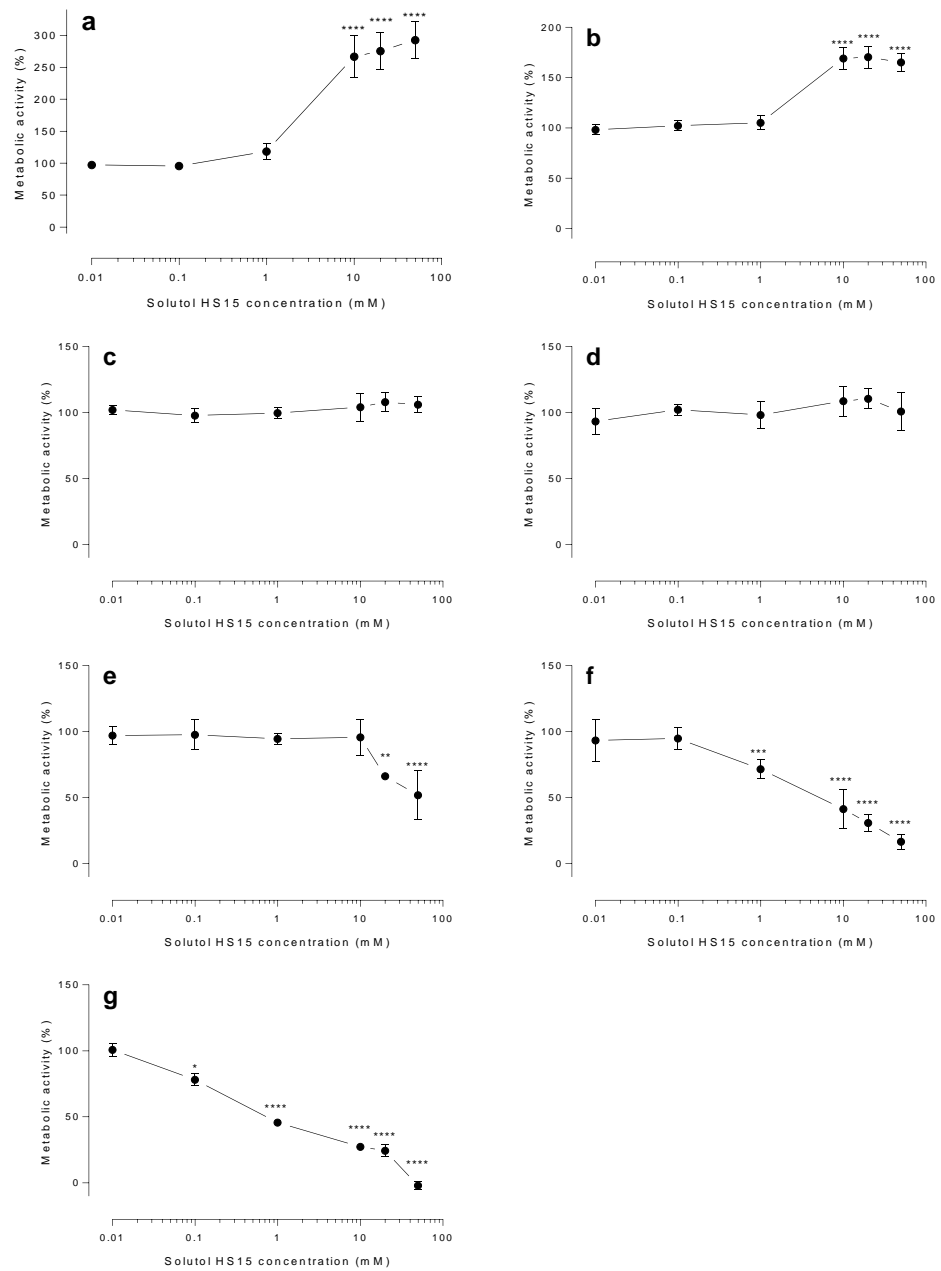 a
Metabolic activity (%)
300
250
200
150
100
50
0
**** **** ****
0.01 0.1 1 10 100
Solutol HS15 concentration (mM)
b
Metabolic activity (%)
200
150
100
50
0
**** **** ****
0.01 0.1 1 10 100
Solutol HS15 concentration (mM)
c
Metabolic activity (%)
150
100
50
0
0.01 0.1 1 10 100
Solutol HS15 concentration (mM)
d
Metabolic activity (%)
150
100
50
0
0.01 0.1 1 10 100
Solutol HS15 concentration (mM)
e
Metabolic activity (%)
150
100
50
0
** ****
0.01 0.1 1 10 100
Solutol HS15 concentration (mM)
f
Metabolic activity (%)
150
100
50
0
*** **** **** ****
0.01 0.1 1 10 100
Solutol HS15 concentration (mM)
g
Metabolic activity (%)
150
100
50
0
* **** **** **** ****
0.01 0.1 1 10 100
Solutol HS15 concentration (mM)